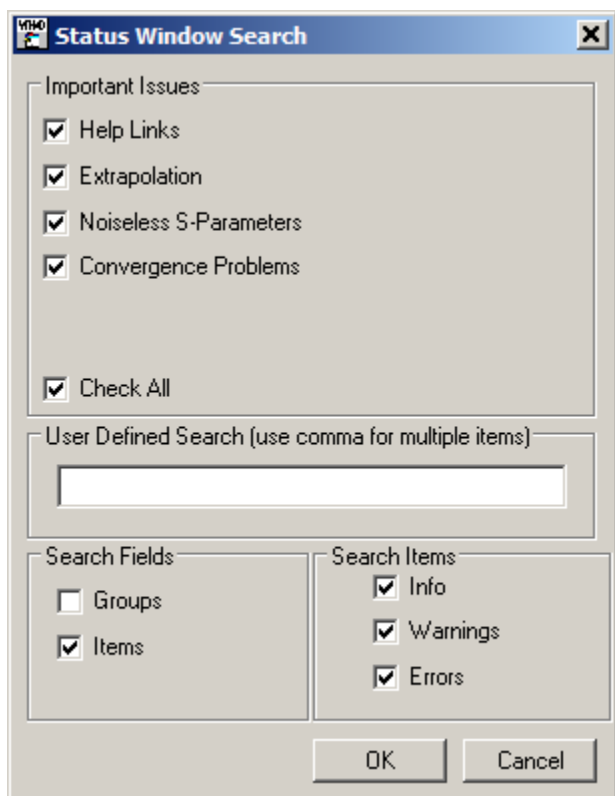 Status Window Search
Important Issues
Help Links
Extrapolation
Noiseless S-Parameters
Convergence Problems
Check All
User Defined Search (use comma for multiple items)
Search Fields
Groups
Items
Search Items
Info
Warnings
Errors
OK
Cancel